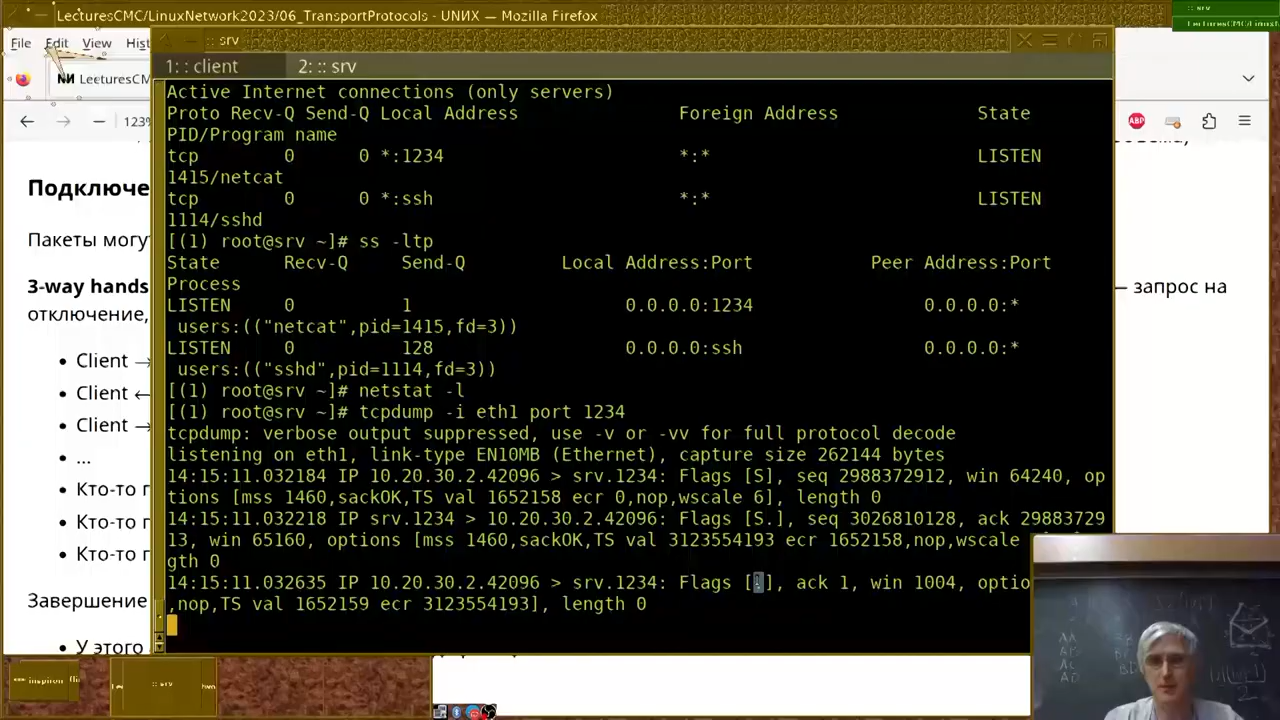 LecturesCMC/LinuxNetwork2023/06_TransportProtocols - UNИX — Mozilla Firefox
:: srv
File Edit View Hist
:: srv
LecturesCM
1: : client
2: :: srv
123%
ABP
Active Internet connections (only servers)
Proto Recv-Q Send-Q Local Address Foreign Address State
PID/Program name
tcp 0 0 *:1234 *:* LISTEN
1415/netcat
tcp 0 0 *:ssh *:* LISTEN
1114/sshd
[(1) root@srv ~]# ss -ltp
State Recv-Q Send-Q Local Address:Port Peer Address:Port
Process
LISTEN 0 1 0.0.0.0:1234 0.0.0.0:*
users:(("netcat",pid=1415,fd=3))
LISTEN 0 128 0.0.0.0:ssh 0.0.0.0:*
users:(("sshd",pid=1114,fd=3))
[(1) root@srv ~]# netstat -l
[(1) root@srv ~]# tcpdump -i eth1 port 1234
tcpdump: verbose output suppressed, use -v or -vv for full protocol decode
listening on eth1, link-type EN10MB (Ethernet), capture size 262144 bytes
14:15:11.032184 IP 10.20.30.2.42096 > srv.1234: Flags [S], seq 2988372912, win 64240, op
tions [mss 1460,sackOK,TS val 1652158 ecr 0,nop,wscale 6], length 0
14:15:11.032218 IP srv.1234 > 10.20.30.2.42096: Flags [S.], seq 3026810128, ack 29883729
13, win 65160, options [mss 1460,sackOK,TS val 3123554193 ecr 1652158,nop,wscale
gth 0
14:15:11.032635 IP 10.20.30.2.42096 > srv.1234: Flags [.], ack 1, win 1004, optio
,nop,TS val 1652159 ecr 3123554193], length 0
Подключе
Пакеты могу
3-way hands
— запрос на
отключение,
Client →
Client ←
Client →
...
Кто-то г
Кто-то г
Кто-то г
Завершение
У этого
:: srv